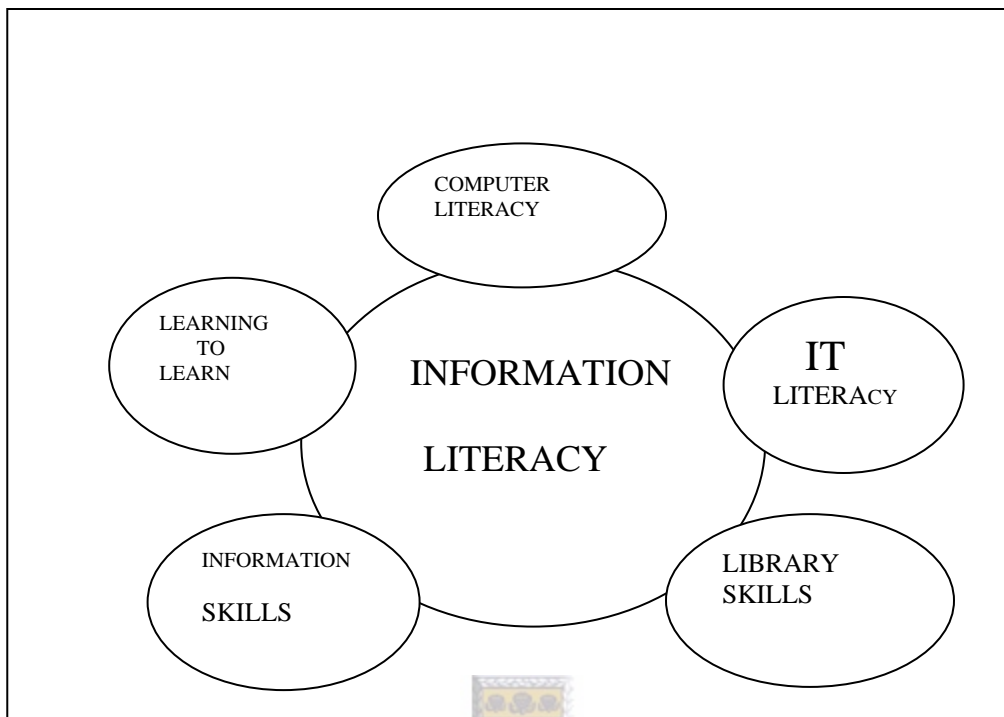 COMPUTER
LITERACY
LEARNING
TO
LEARN
INFORMATION
LITERACY
IT
LITERACY
INFORMATION
SKILLS
LIBRARY
SKILLS